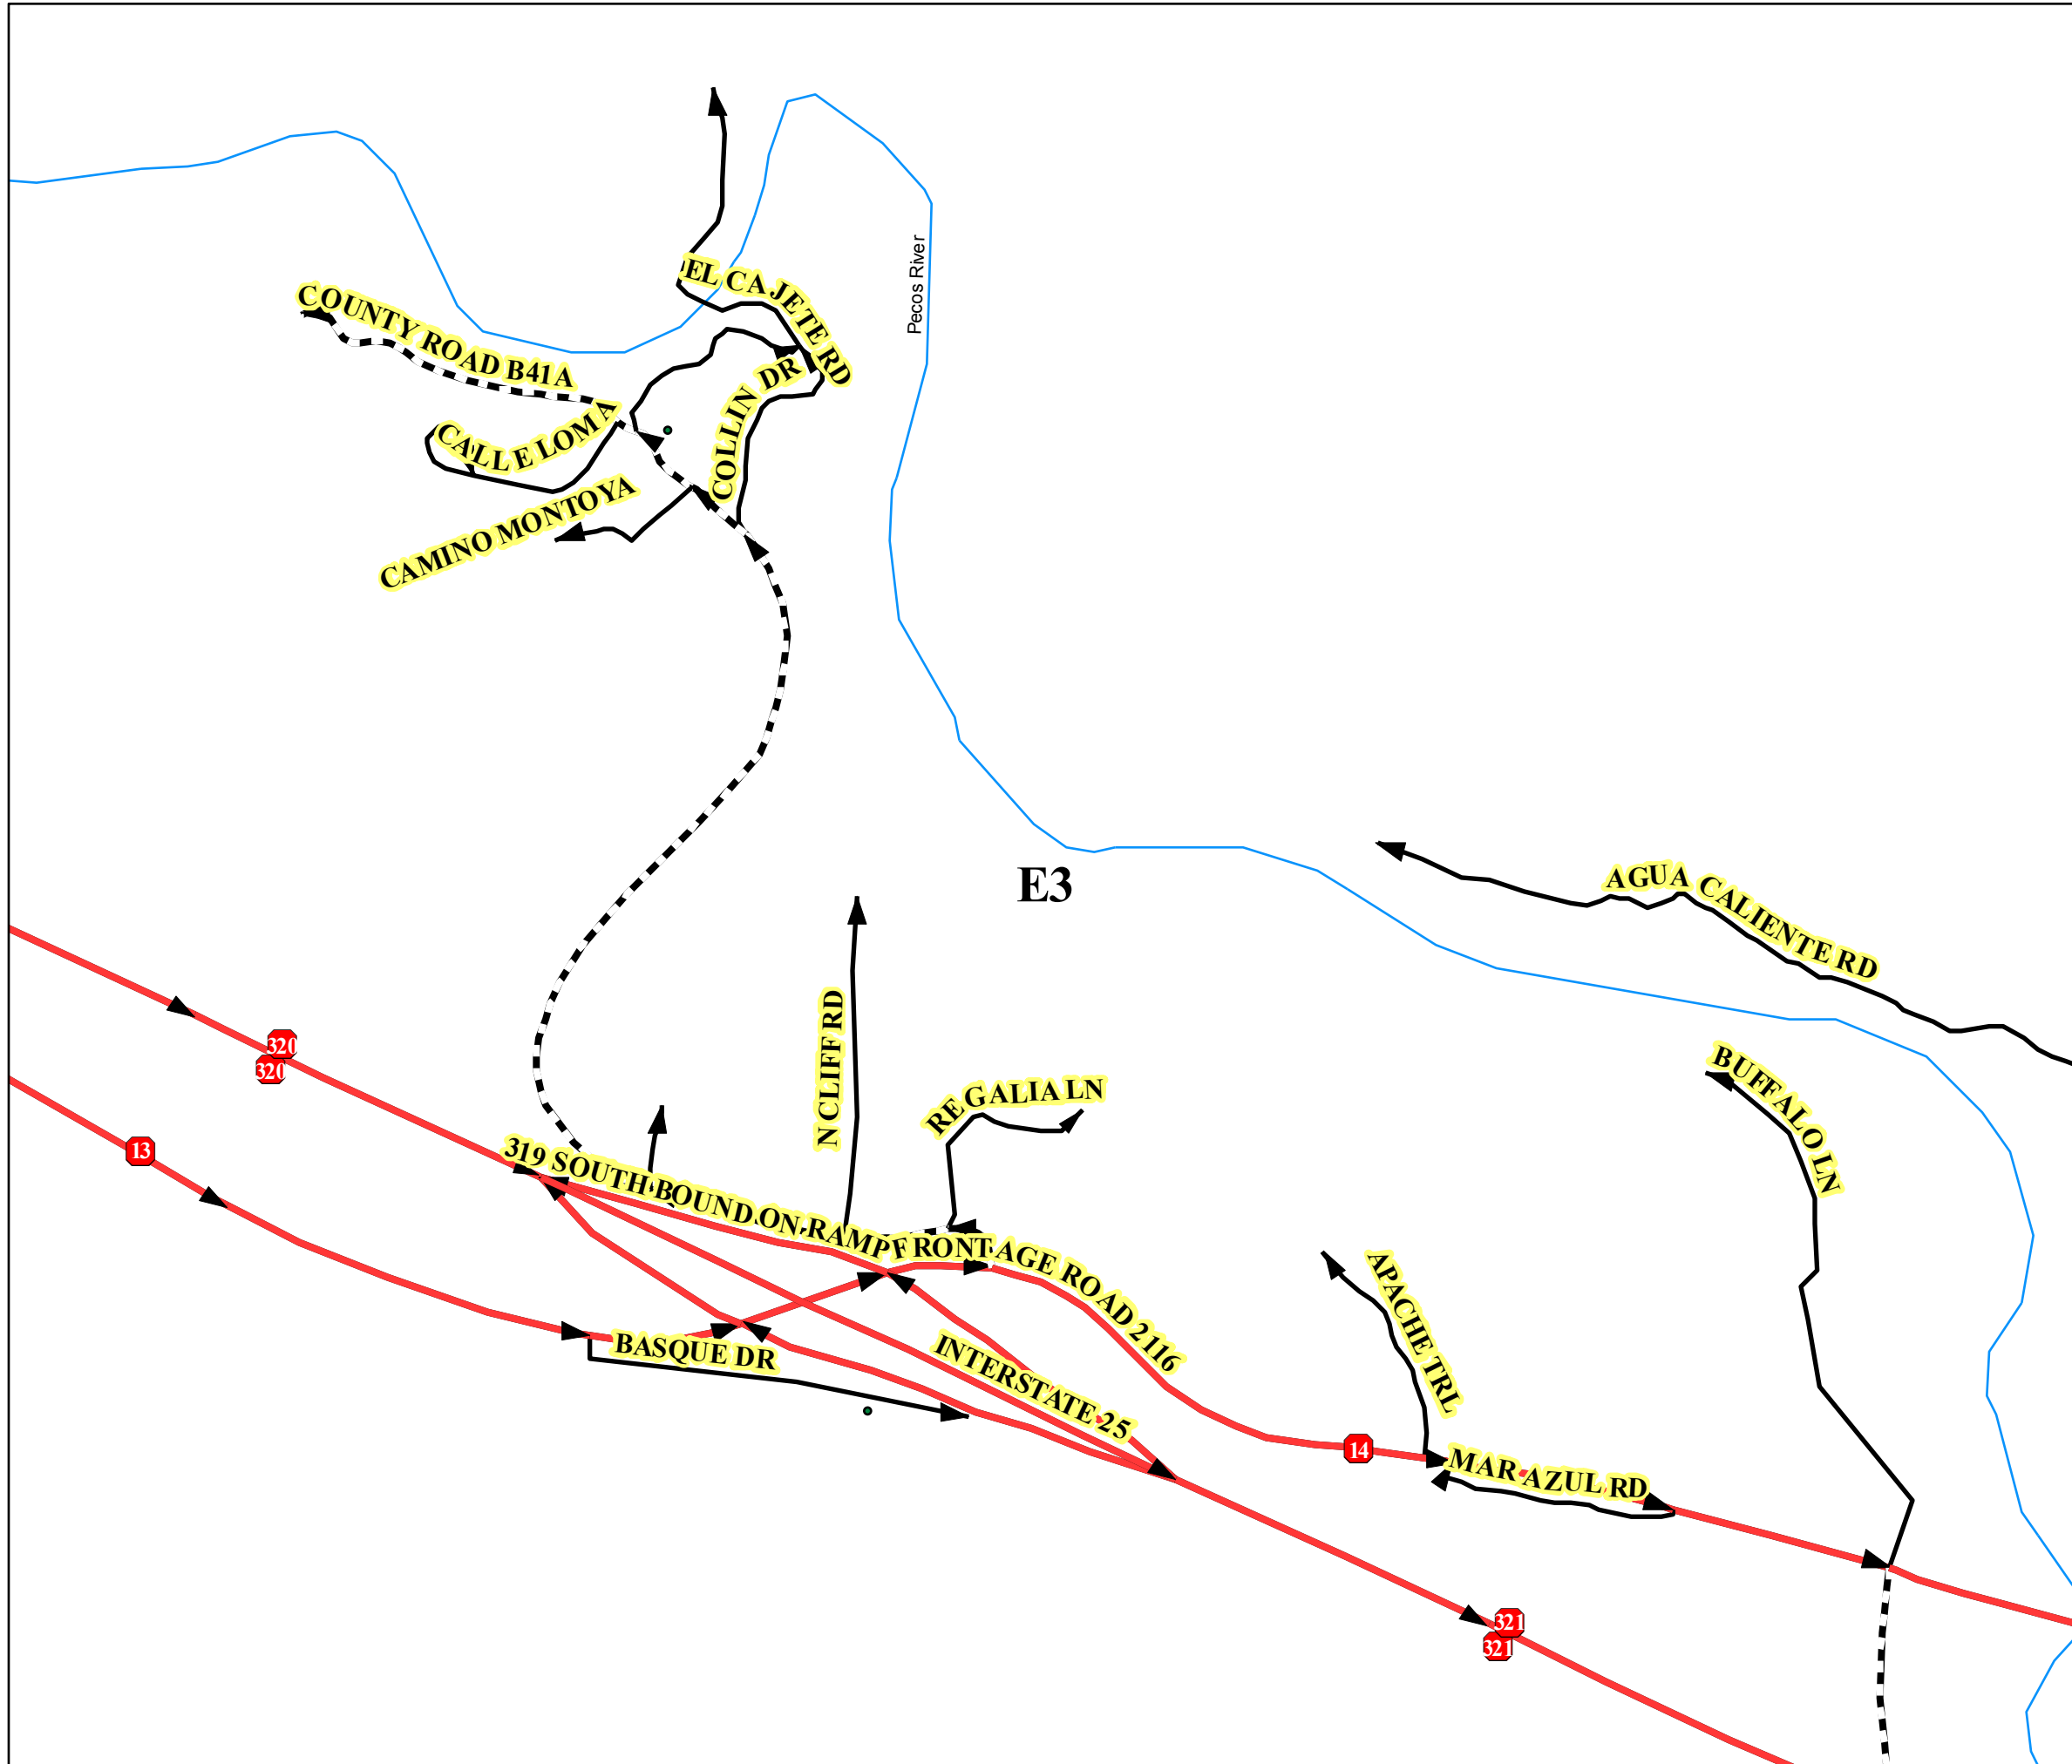 Pecos River
EL CAJETE RD
COUNTY ROAD B41A
COLLIN DR
CALLE LOMA
CAMINO MONTOYA
E3
AGUA CALIENTE RD
N CLIFF RD
320
320
BUFFALO LN
REGALIA LN
13
319 SOUTH BOUND ON RAMP
FRONTAGE ROAD 2116
APACHE TRL
BASQUE DR
INTERSTATE 25
14
MAR AZUL RD
321
321